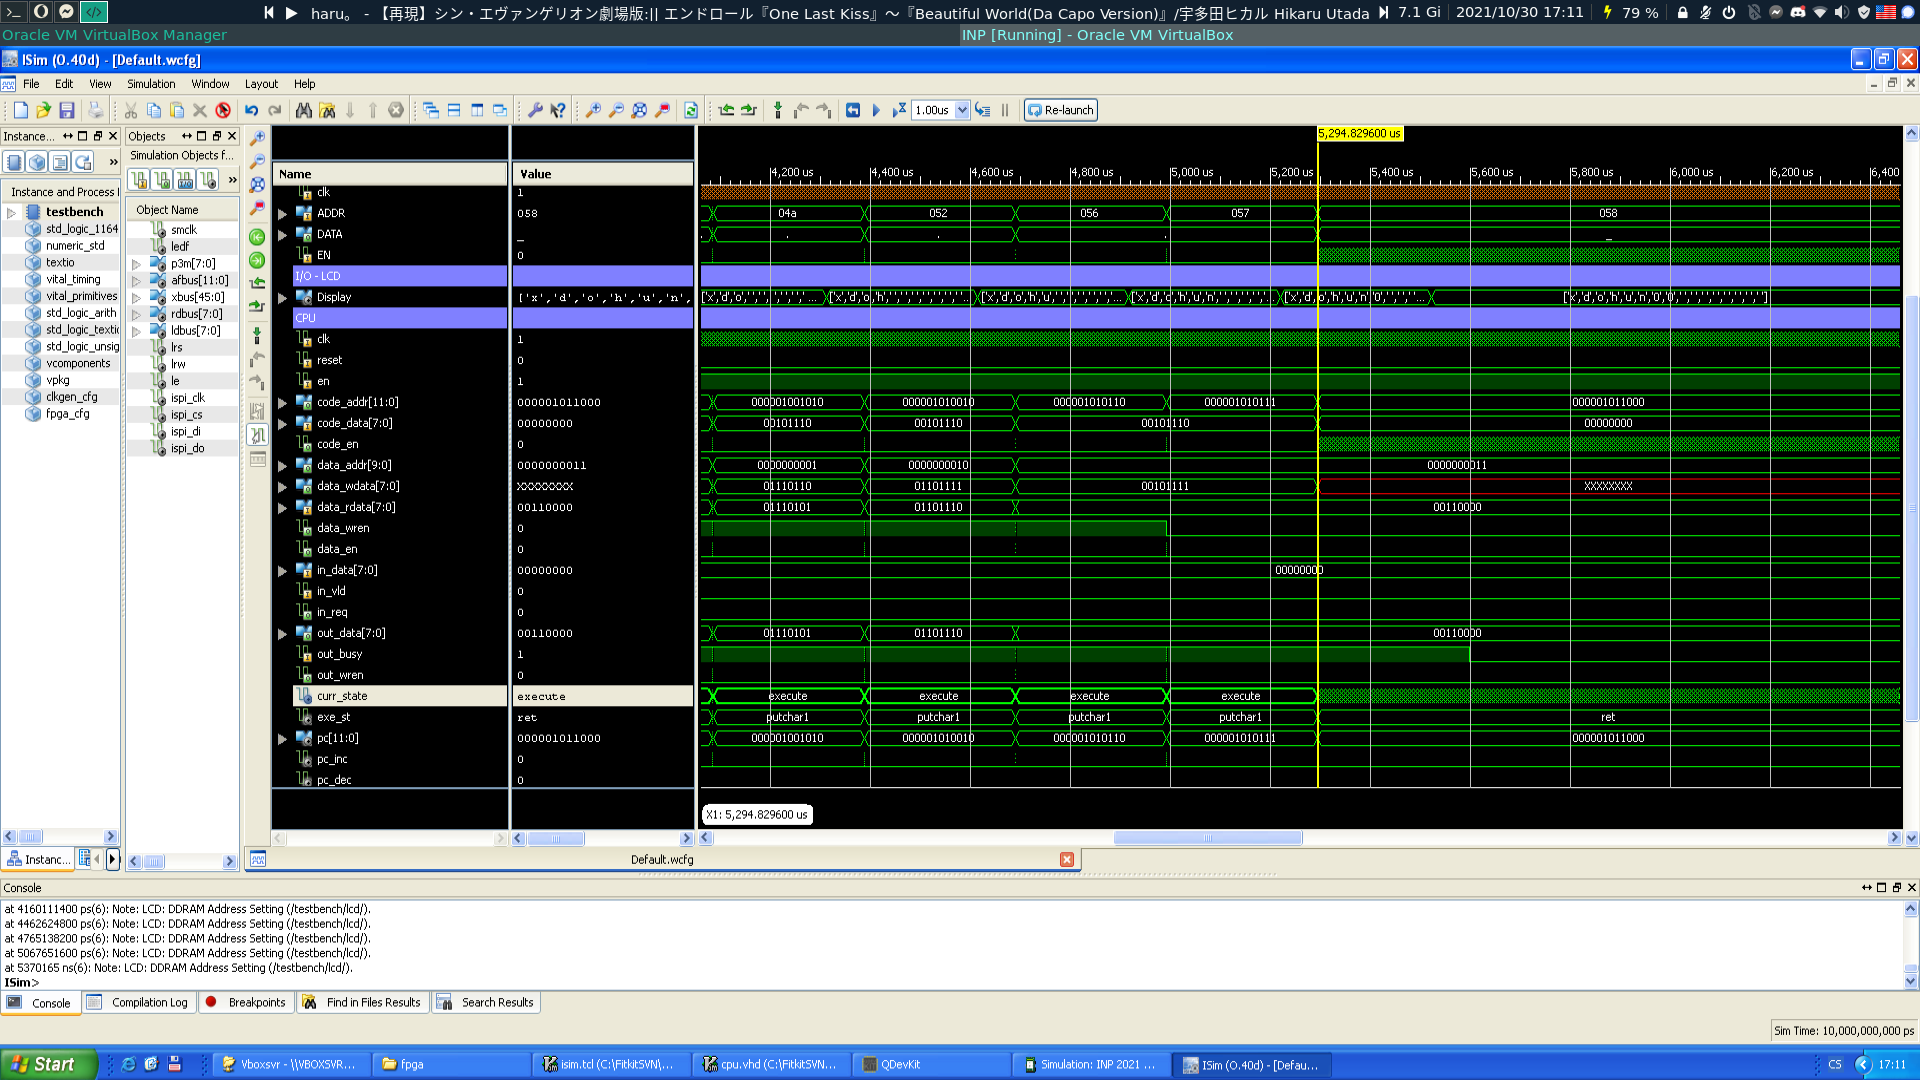 haru。 - 【再現】シン・エヴァンゲリオン劇場版:|| エンドロール『One Last Kiss』～『Beautiful World(Da Capo Version)』/宇多田ヒカル Hikaru Utada
7.1 Gi
2021/10/30 17:11
79 %
Oracle VM VirtualBox Manager
INP [Running] - Oracle VM VirtualBox
ISim (O.40d) - [Default.wcfg]
File Edit View Simulation Window Layout Help
1.00us
Re-launch
Instance...
Objects
Simulation Objects f...
Instance and Process
testbench
std_logic_1164
numeric_std
textio
vital_timing
vital_primitives
std_logic_arith
std_logic_textic
std_logic_unsig
vcomponents
vpkg
clkgen_cfg
fpga_cfg
Object Name
smclk
ledf
p3m[7:0]
afbus[11:0]
xbus[45:0]
rdbus[7:0]
ldbus[7:0]
lrs
lrw
le
ispi_clk
ispi_cs
ispi_di
ispi_do
Name Value
5,294.829600 us
4,200 us 4,400 us 4,600 us 4,800 us 5,000 us 5,200 us 5,400 us 5,600 us 5,800 us 6,000 us 6,200 us 6,400
clk 1
ADDR 058 04a 052 056 057 058
DATA _ . . . _
EN 0
I/O - LCD
Display ['x','d','o','h','u','n',
['x','d','o',' ',' ',' ',' ',' ',' ... ['x','d','o','h',' ',' ',' ',' ',' ... ['x','d','o','h','u',' ',' ',' ',' ... ['x','d','o','h','u','n',' ',' ',' ... ['x','d','o','h','u','n','0',' ',' ... ['x','d','o','h','u','n','0','0',' ',' ',' ',' ',' ',' ',' ',' ']
CPU
clk 1
reset 0
en 1
code_addr[11:0] 000001011000 000001001010 000001010010 000001010110 000001010111 000001011000
code_data[7:0] 00000000 00101110 00101110 00101110 00000000
code_en 0
data_addr[9:0] 0000000011 0000000001 0000000010 0000000011
data_wdata[7:0] XXXXXXXX 01110110 01101111 00101111 XXXXXXXX
data_rdata[7:0] 00110000 01110101 01101110 00110000
data_wren 0
data_en 0
in_data[7:0] 00000000 00000000
in_vld 0
in_req 0
out_data[7:0] 00110000 01110101 01101110 00110000
out_busy 1
out_wren 0
curr_state execute execute execute execute execute
exe_st ret putchar1 putchar1 putchar1 putchar1 ret
pc[11:0] 000001011000 000001001010 000001010010 000001010110 000001010111 000001011000
pc_inc 0
pc_dec 0
X1: 5,294.829600 us
Instanc...
Default.wcfg
Console
at 4160111400 ps(6): Note: LCD: DDRAM Address Setting (/testbench/lcd/).
at 4462624800 ps(6): Note: LCD: DDRAM Address Setting (/testbench/lcd/).
at 4765138200 ps(6): Note: LCD: DDRAM Address Setting (/testbench/lcd/).
at 5067651600 ps(6): Note: LCD: DDRAM Address Setting (/testbench/lcd/).
at 5370165 ns(6): Note: LCD: DDRAM Address Setting (/testbench/lcd/).
ISim>
Console Compilation Log Breakpoints Find in Files Results Search Results
Sim Time: 10,000,000,000 ps
Start
Vboxsvr - \\VBOXSVR...
fpga
isim.tcl (C:\FitkitSVN\...
cpu.vhd (C:\FitkitSVN...
QDevKit
Simulation: INP 2021 ...
ISim (O.40d) - [Defau...
CS
17:11